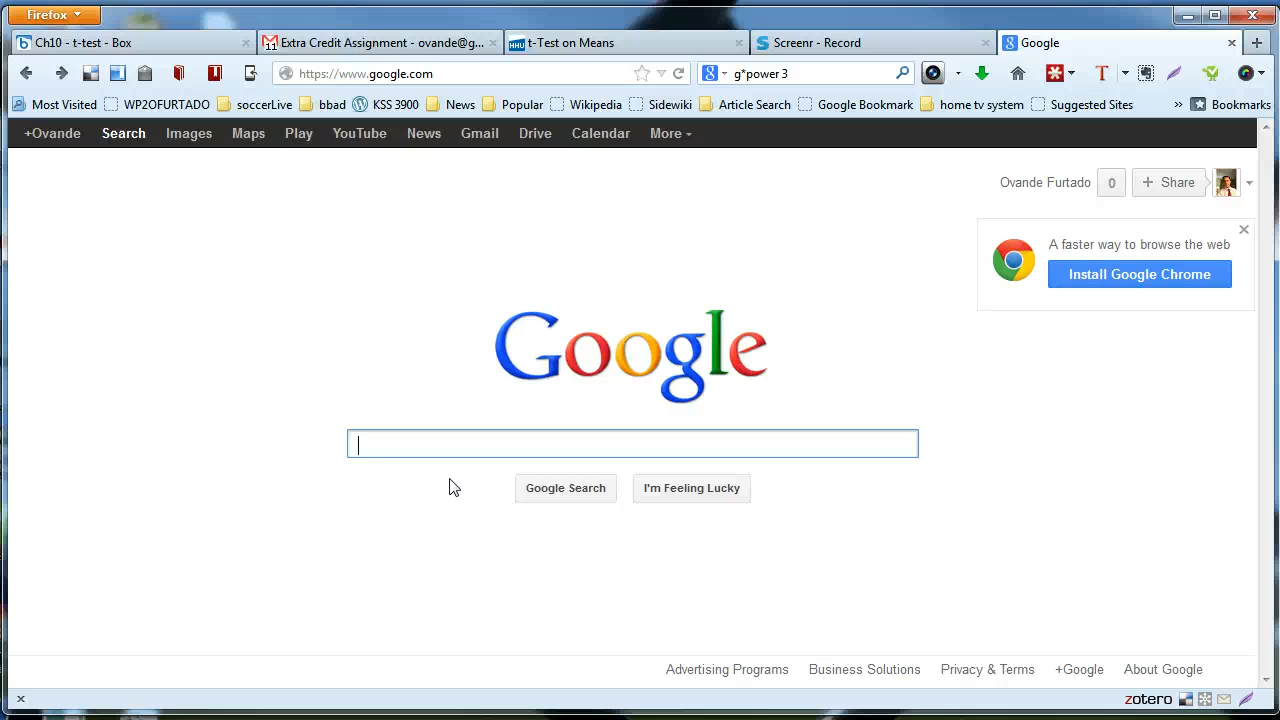 Firefox
Ch10 - t-test - Box
11 Extra Credit Assignment - ovande@g...
HHU t-Test on Means
Screenr - Record
Google
https://www.google.com
g*power 3
Most Visited WP2OFURTADO soccerLive bbad KSS 3900 News Popular Wikipedia Sidewiki Article Search Google Bookmark home tv system Suggested Sites » Bookmarks
+Ovande Search Images Maps Play YouTube News Gmail Drive Calendar More
Ovande Furtado 0 + Share
A faster way to browse the web
Install Google Chrome
Google
Google Search I'm Feeling Lucky
Advertising Programs Business Solutions Privacy & Terms +Google About Google
zotero